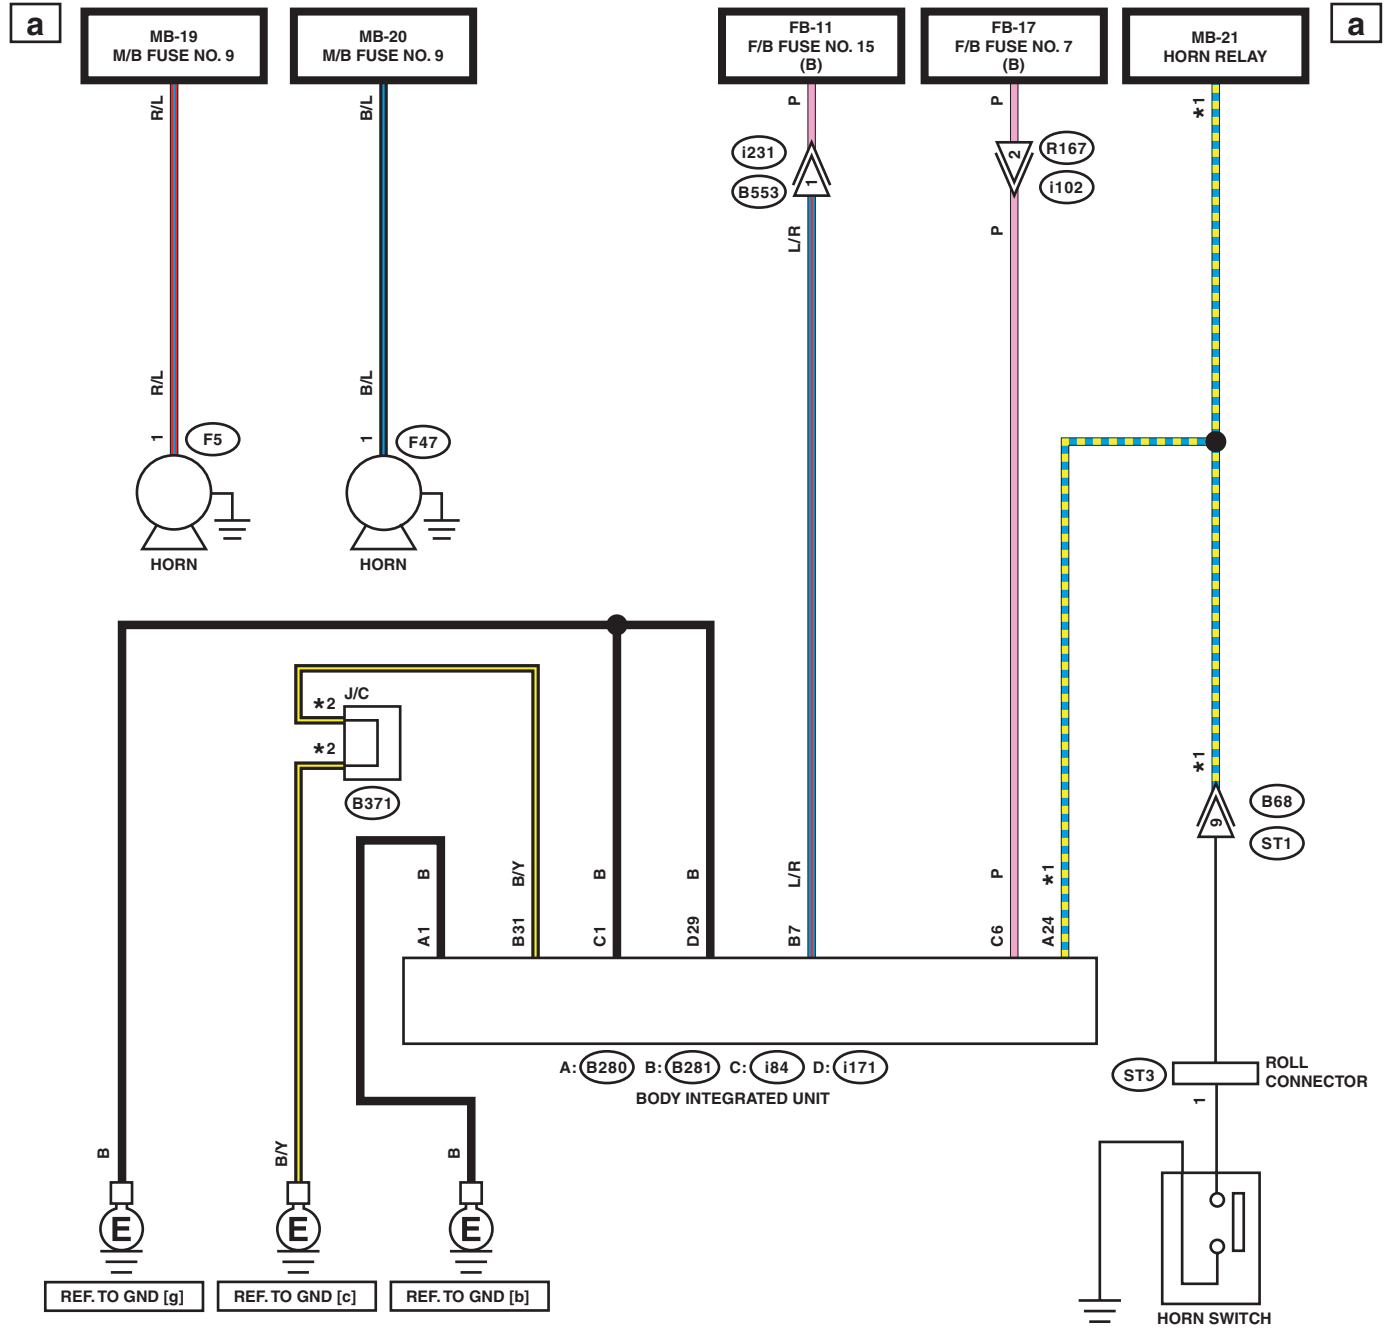 a
MB-19
M/B FUSE NO. 9
MB-20
M/B FUSE NO. 9
FB-11
F/B FUSE NO. 15
(B)
FB-17
F/B FUSE NO. 7
(B)
MB-21
HORN RELAY
a
R/L
B/L
P
P
*1
i231
B553
1
2
R167
i102
L/R
P
R/L
B/L
1
F5
1
F47
HORN
HORN
J/C
*2
*2
B371
*1
9
B68
ST1
B
B/Y
B
B
L/R
P
*1
A1
B31
C1
D29
B7
C6
A24
A: B280 B: B281 C: i84 D: i171
BODY INTEGRATED UNIT
ST3
ROLL
CONNECTOR
1
B
B/Y
B
E
E
E
REF. TO GND [g]
REF. TO GND [c]
REF. TO GND [b]
HORN SWITCH